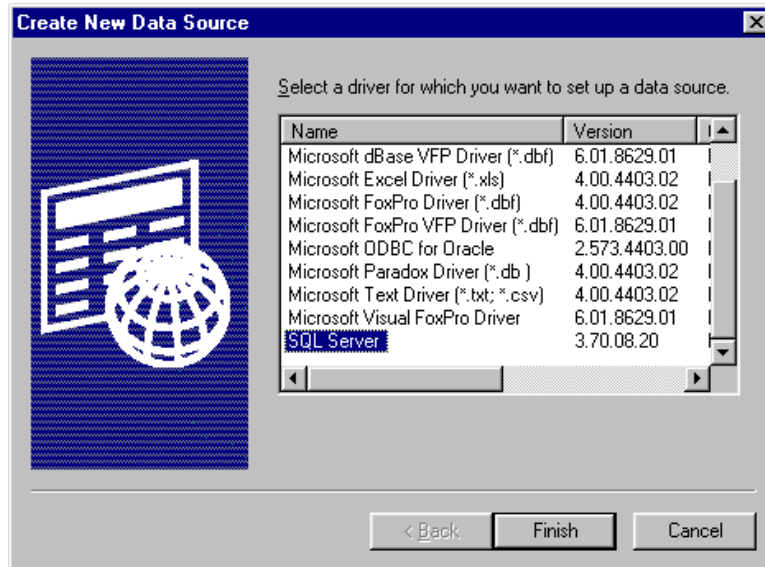 Create New Data Source
Select a driver for which you want to set up a data source.
Name Version
Microsoft dBase VFP Driver (*.dbf) 6.01.8629.01
Microsoft Excel Driver (*.xls) 4.00.4403.02
Microsoft FoxPro Driver (*.dbf) 4.00.4403.02
Microsoft FoxPro VFP Driver (*.dbf) 6.01.8629.01
Microsoft ODBC for Oracle 2.573.4403.00
Microsoft Paradox Driver (*.db ) 4.00.4403.02
Microsoft Text Driver (*.txt; *.csv) 4.00.4403.02
Microsoft Visual FoxPro Driver 6.01.8629.01
SQL Server 3.70.08.20
< Back Finish Cancel